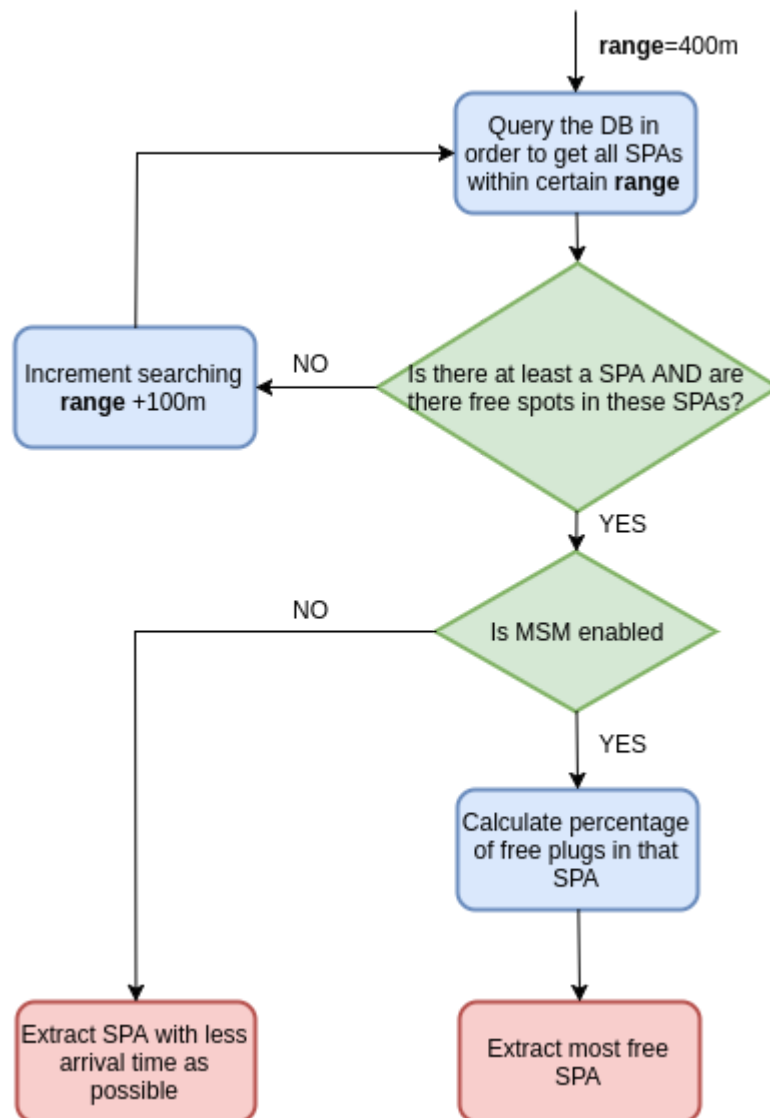 range=400m
Query the DB in
order to get all SPAs
within certain range
NO
Increment searching
range +100m
Is there at least a SPA AND are
there free spots in these SPAs?
YES
NO
Is MSM enabled
YES
Calculate percentage
of free plugs in that
SPA
Extract SPA with less
arrival time as
possible
Extract most free
SPA